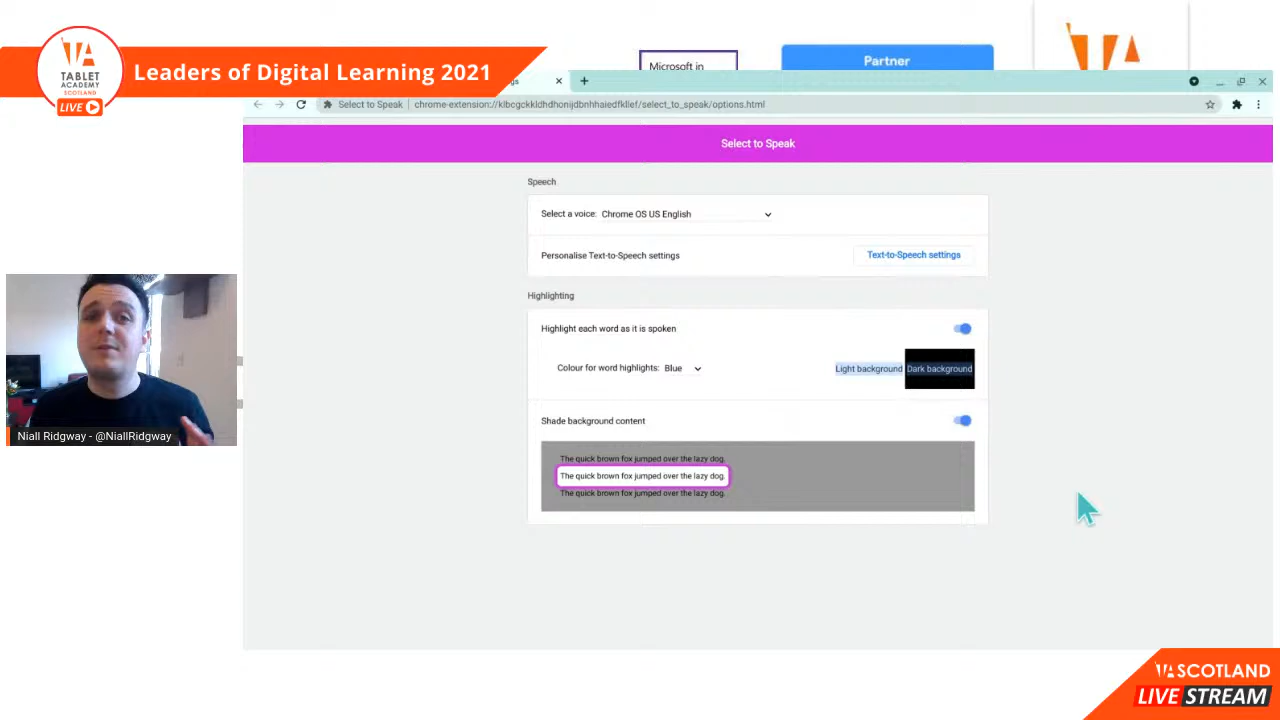 TABLET
ACADEMY
SCOTLAND
LIVE
Leaders of Digital Learning 2021
Microsoft in
Partner
Select to Speak
chrome-extension://klbcgckkldhdhonijdbnhhaiedfkllef/select_to_speak/options.html
Select to Speak
Speech
Select a voice: Chrome OS US English
Personalise Text-to-Speech settings
Text-to-Speech settings
Highlighting
Highlight each word as it is spoken
Colour for word highlights: Blue
Light background
Dark background
Shade background content
The quick brown fox jumped over the lazy dog.
The quick brown fox jumped over the lazy dog.
The quick brown fox jumped over the lazy dog.
Niall Ridgway - @NiallRidgway
TA SCOTLAND
LIVE STREAM